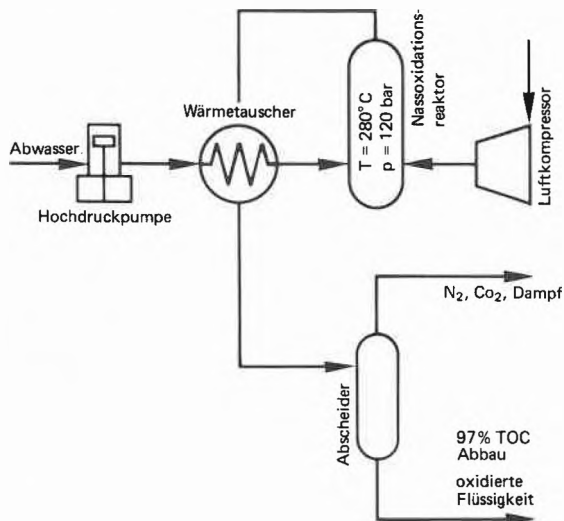 Abwasser
Hochdruckpumpe
Wärmetauscher
T = 280°C
p = 120 bar
Nassoxidations-
reaktor
Luftkompressor
N2, Co2, Dampf
Abscheider
97% TOC
Abbau
oxidierte
Flüssigkeit